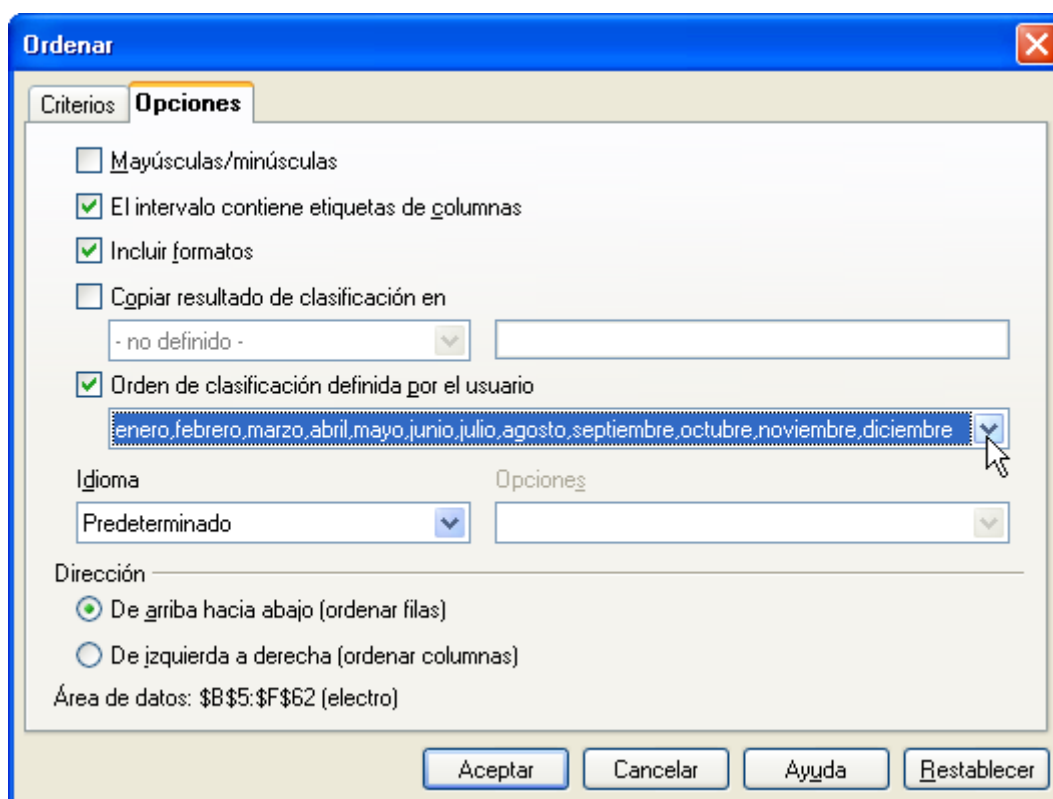 Ordenar
Criterios Opciones
Mayúsculas/minúsculas
El intervalo contiene etiquetas de columnas
Incluir formatos
Copiar resultado de clasificación en
- no definido -
Orden de clasificación definida por el usuario
enero,febrero,marzo,abril,mayo,junio,julio,agosto,septiembre,octubre,noviembre,diciembre
Idioma Opciones
Predeterminado
Dirección
De arriba hacia abajo (ordenar filas)
De izquierda a derecha (ordenar columnas)
Área de datos: $B$5:$F$62 (electro)
Aceptar Cancelar Ayuda Restablecer